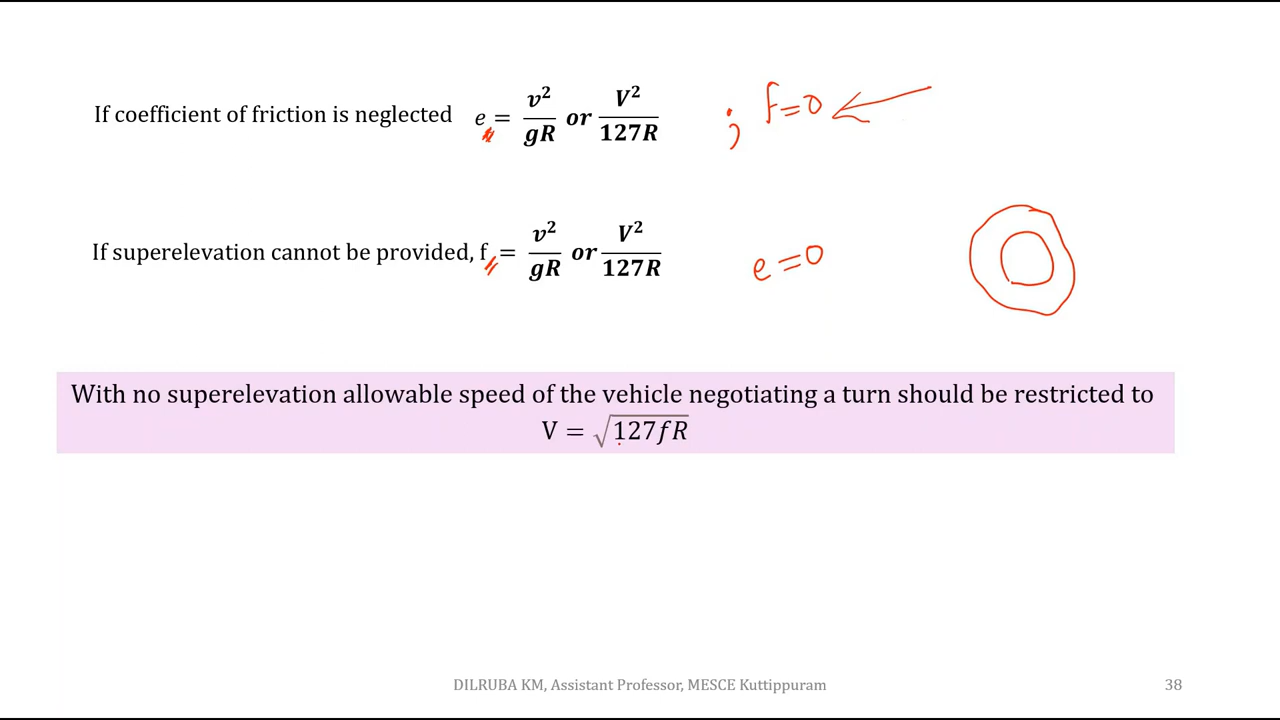 If coefficient of friction is neglected e = v²/gR or V²/127R ; f=0
If superelevation cannot be provided, f = v²/gR or V²/127R e=0
With no superelevation allowable speed of the vehicle negotiating a turn should be restricted to
V = √127fR
DILRUBA KM, Assistant Professor, MESCE Kuttippuram 38